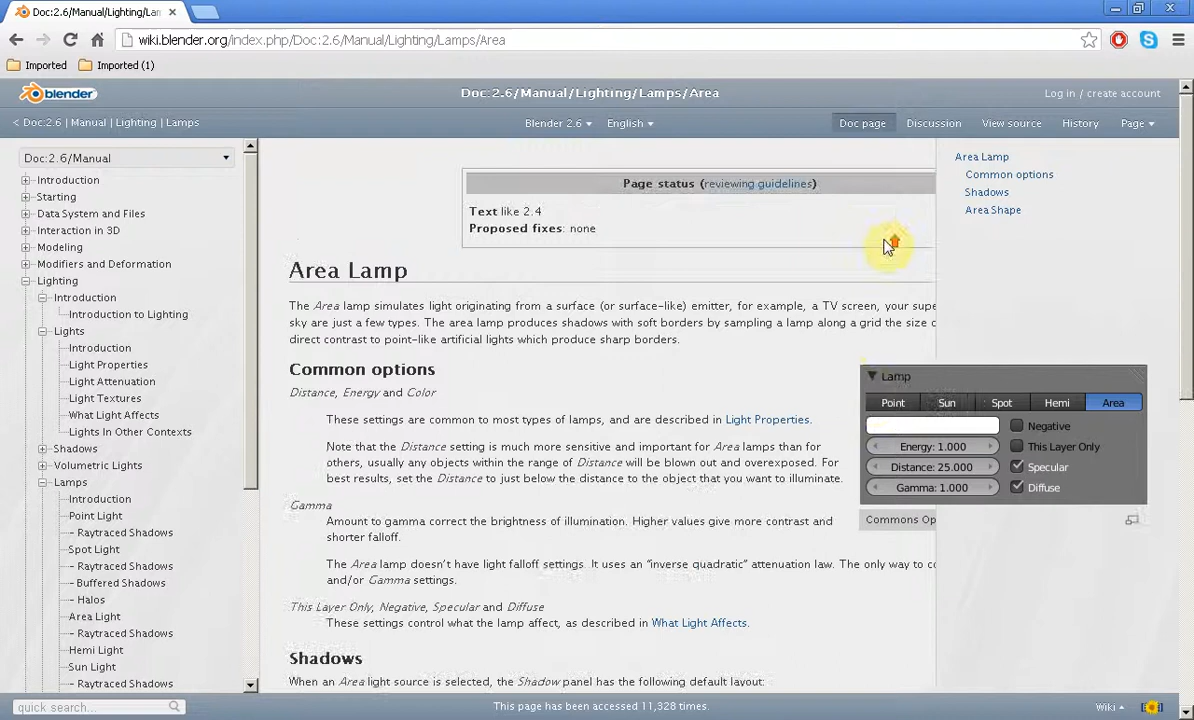 Doc:2.6/Manual/Lighting/Lan
wiki.blender.org/index.php/Doc:2.6/Manual/Lighting/Lamps/Area
Imported
Imported (1)
blender
Doc:2.6/Manual/Lighting/Lamps/Area
Log in / create account
< Doc:2.6 | Manual | Lighting | Lamps
Blender 2.6
English
Doc page
Discussion
View source
History
Page
Doc:2.6/Manual
Introduction
Starting
Data System and Files
Interaction in 3D
Modeling
Modifiers and Deformation
Lighting
Introduction
Introduction to Lighting
Lights
Introduction
Light Properties
Light Attenuation
Light Textures
What Light Affects
Lights In Other Contexts
Shadows
Volumetric Lights
Lamps
Introduction
Point Light
- Raytraced Shadows
Spot Light
- Raytraced Shadows
- Buffered Shadows
- Halos
Area Light
- Raytraced Shadows
Hemi Light
Sun Light
- Raytraced Shadows
quick search...
Page status (reviewing guidelines)
Text like 2.4
Proposed fixes: none
Area Lamp
The Area lamp simulates light originating from a surface (or surface-like) emitter, for example, a TV screen, your supe
sky are just a few types. The area lamp produces shadows with soft borders by sampling a lamp along a grid the size o
direct contrast to point-like artificial lights which produce sharp borders.
Common options
Distance, Energy and Color
These settings are common to most types of lamps, and are described in Light Properties.
Note that the Distance setting is much more sensitive and important for Area lamps than for
others, usually any objects within the range of Distance will be blown out and overexposed. For
best results, set the Distance to just below the distance to the object that you want to illuminate.
Gamma
Amount to gamma correct the brightness of illumination. Higher values give more contrast and
shorter falloff.
The Area lamp doesn't have light falloff settings. It uses an "inverse quadratic" attenuation law. The only way to co
and/or Gamma settings.
This Layer Only, Negative, Specular and Diffuse
These settings control what the lamp affect, as described in What Light Affects.
Shadows
When an Area light source is selected, the Shadow panel has the following default layout:
Area Lamp
Common options
Shadows
Area Shape
Lamp
Point
Sun
Spot
Hemi
Area
Negative
Energy: 1.000
This Layer Only
Distance: 25.000
Specular
Gamma: 1.000
Diffuse
Commons Op
This page has been accessed 11,328 times.
Wiki